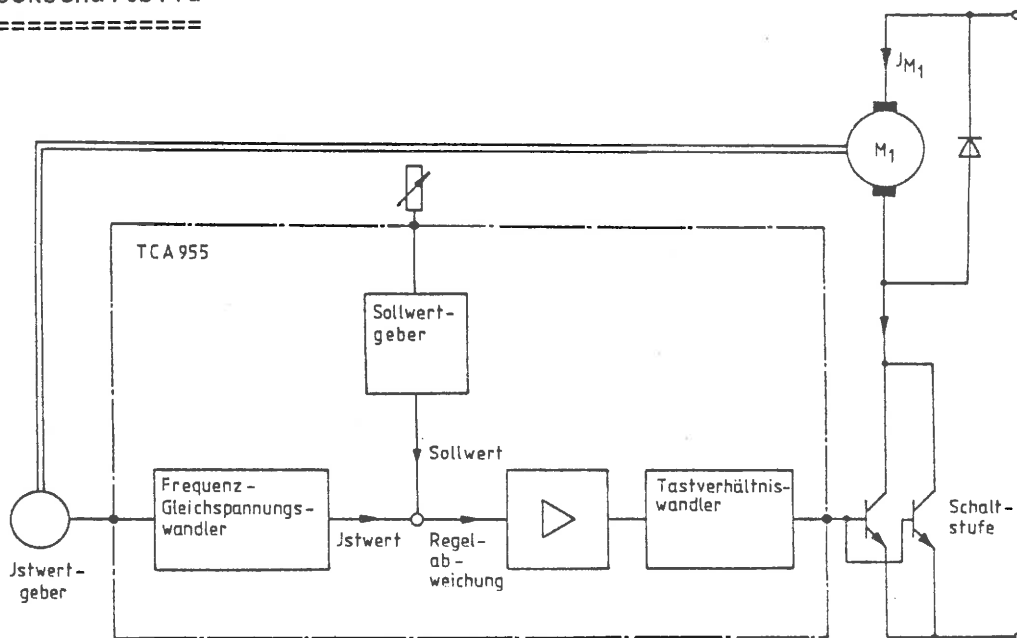 J M1
M1
TCA 955
Sollwert-
geber
Sollwert
Frequenz-
Gleichspannungs-
wandler
Jstwert
Regel-
ab-
weichung
Tastverhältnis-
wandler
Schalt-
stufe
Jstwert-
geber